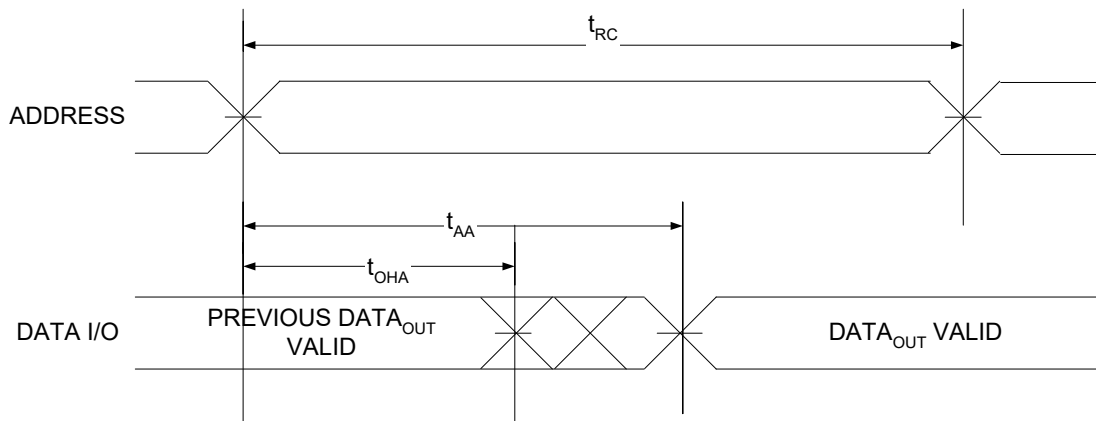 tRC
ADDRESS
tAA
tOHA
DATA I/O
PREVIOUS DATAOUT
VALID
DATAOUT VALID